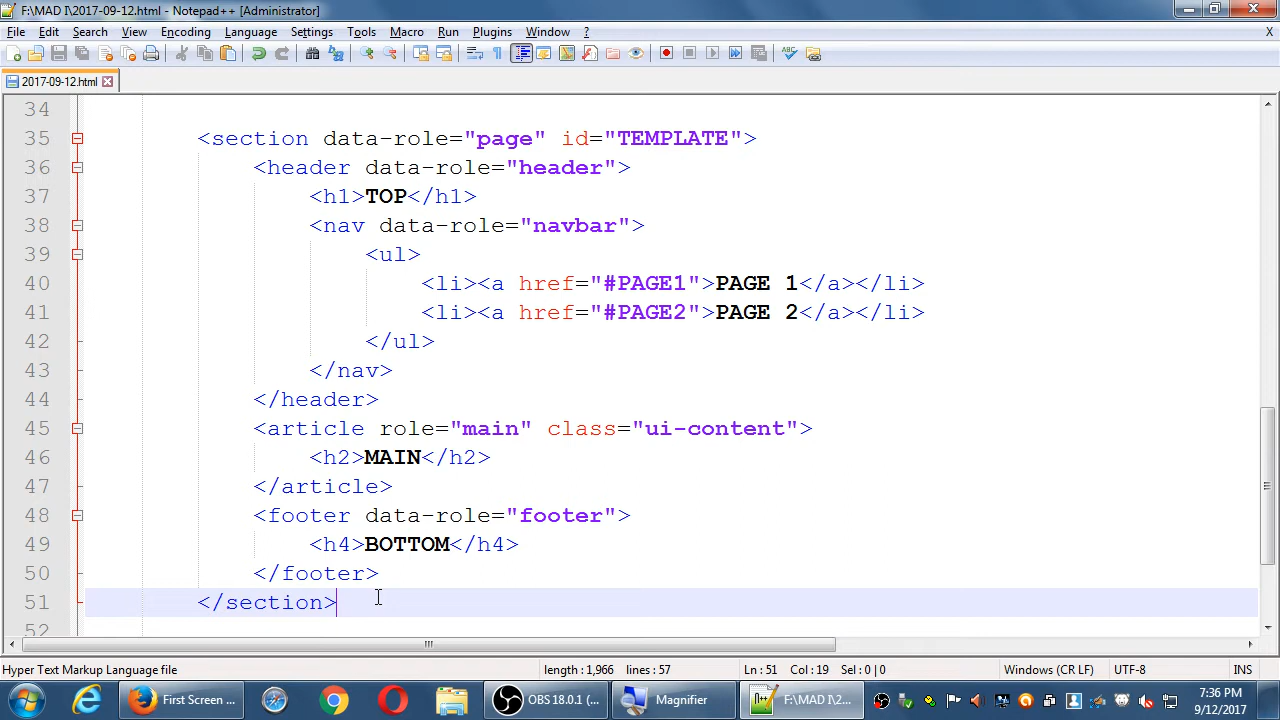 F:\MAD I\2017-09-12.html - Notepad++ [Administrator]
File Edit Search View Encoding Language Settings Tools Macro Run Plugins Window ? X
2017-09-12.html
34
35 <section data-role="page" id="TEMPLATE">
36 <header data-role="header">
37 <h1>TOP</h1>
38 <nav data-role="navbar">
39 <ul>
40 <li><a href="#PAGE1">PAGE 1</a></li>
41 <li><a href="#PAGE2">PAGE 2</a></li>
42 </ul>
43 </nav>
44 </header>
45 <article role="main" class="ui-content">
46 <h2>MAIN</h2>
47 </article>
48 <footer data-role="footer">
49 <h4>BOTTOM</h4>
50 </footer>
51 </section>
52
Hyper Text Markup Language file length : 1,966 lines : 57 Ln : 51 Col : 19 Sel : 0 | 0 Windows (CR LF) UTF-8 INS
First Screen ... OBS 18.0.1 (... Magnifier F:\MAD I\2... 7:36 PM
9/12/2017